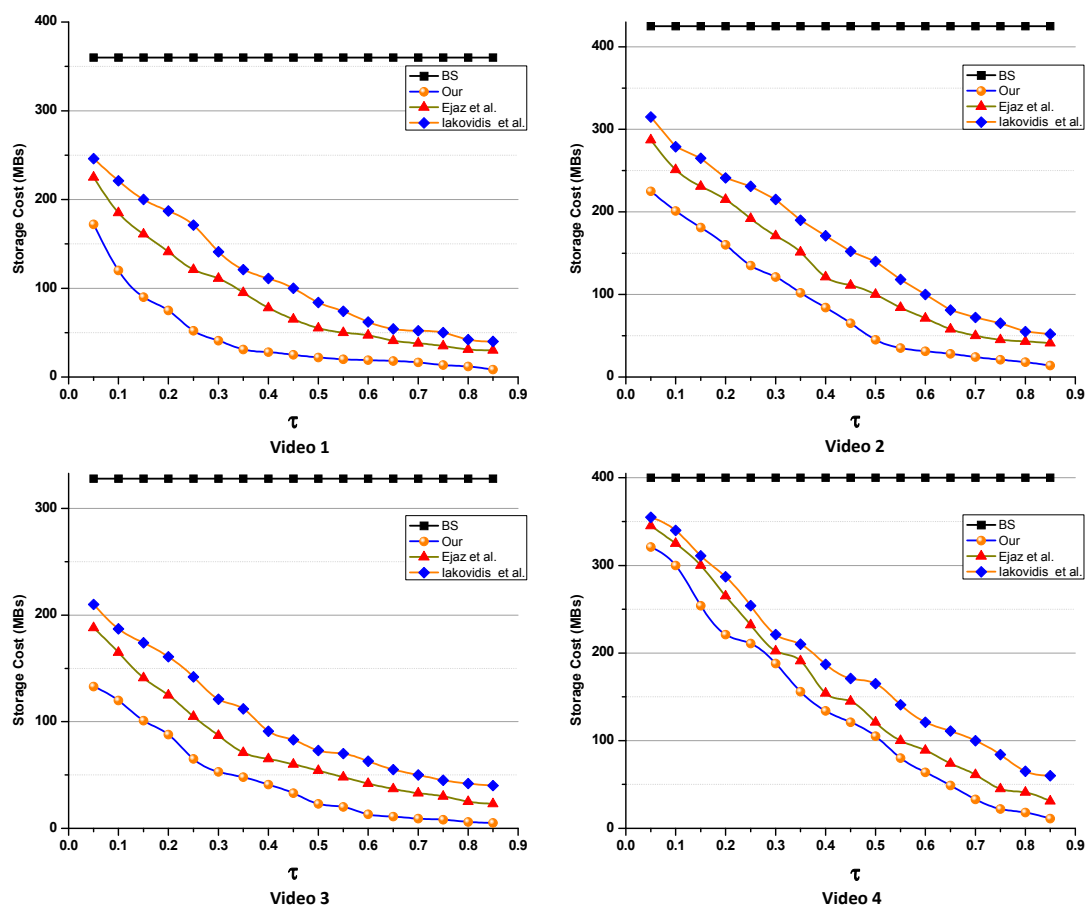 400
300
200
100
0
Storage Cost (MBs)
BS
Our
Ejaz et al.
Iakovidis et al.
0.0 0.1 0.2 0.3 0.4 0.5 0.6 0.7 0.8 0.9
τ
Video 1
400
300
200
100
0
Storage Cost (MBs)
BS
Our
Ejaz et al.
Iakovidis et al.
0.0 0.1 0.2 0.3 0.4 0.5 0.6 0.7 0.8 0.9
τ
Video 2
300
200
100
0
Storage Cost (MBs)
BS
Our
Ejaz et al.
Iakovidis et al.
0.0 0.1 0.2 0.3 0.4 0.5 0.6 0.7 0.8 0.9
τ
Video 3
400
300
200
100
0
Storage Cost (MBs)
BS
Our
Ejaz et al.
Iakovidis et al.
0.0 0.1 0.2 0.3 0.4 0.5 0.6 0.7 0.8 0.9
τ
Video 4